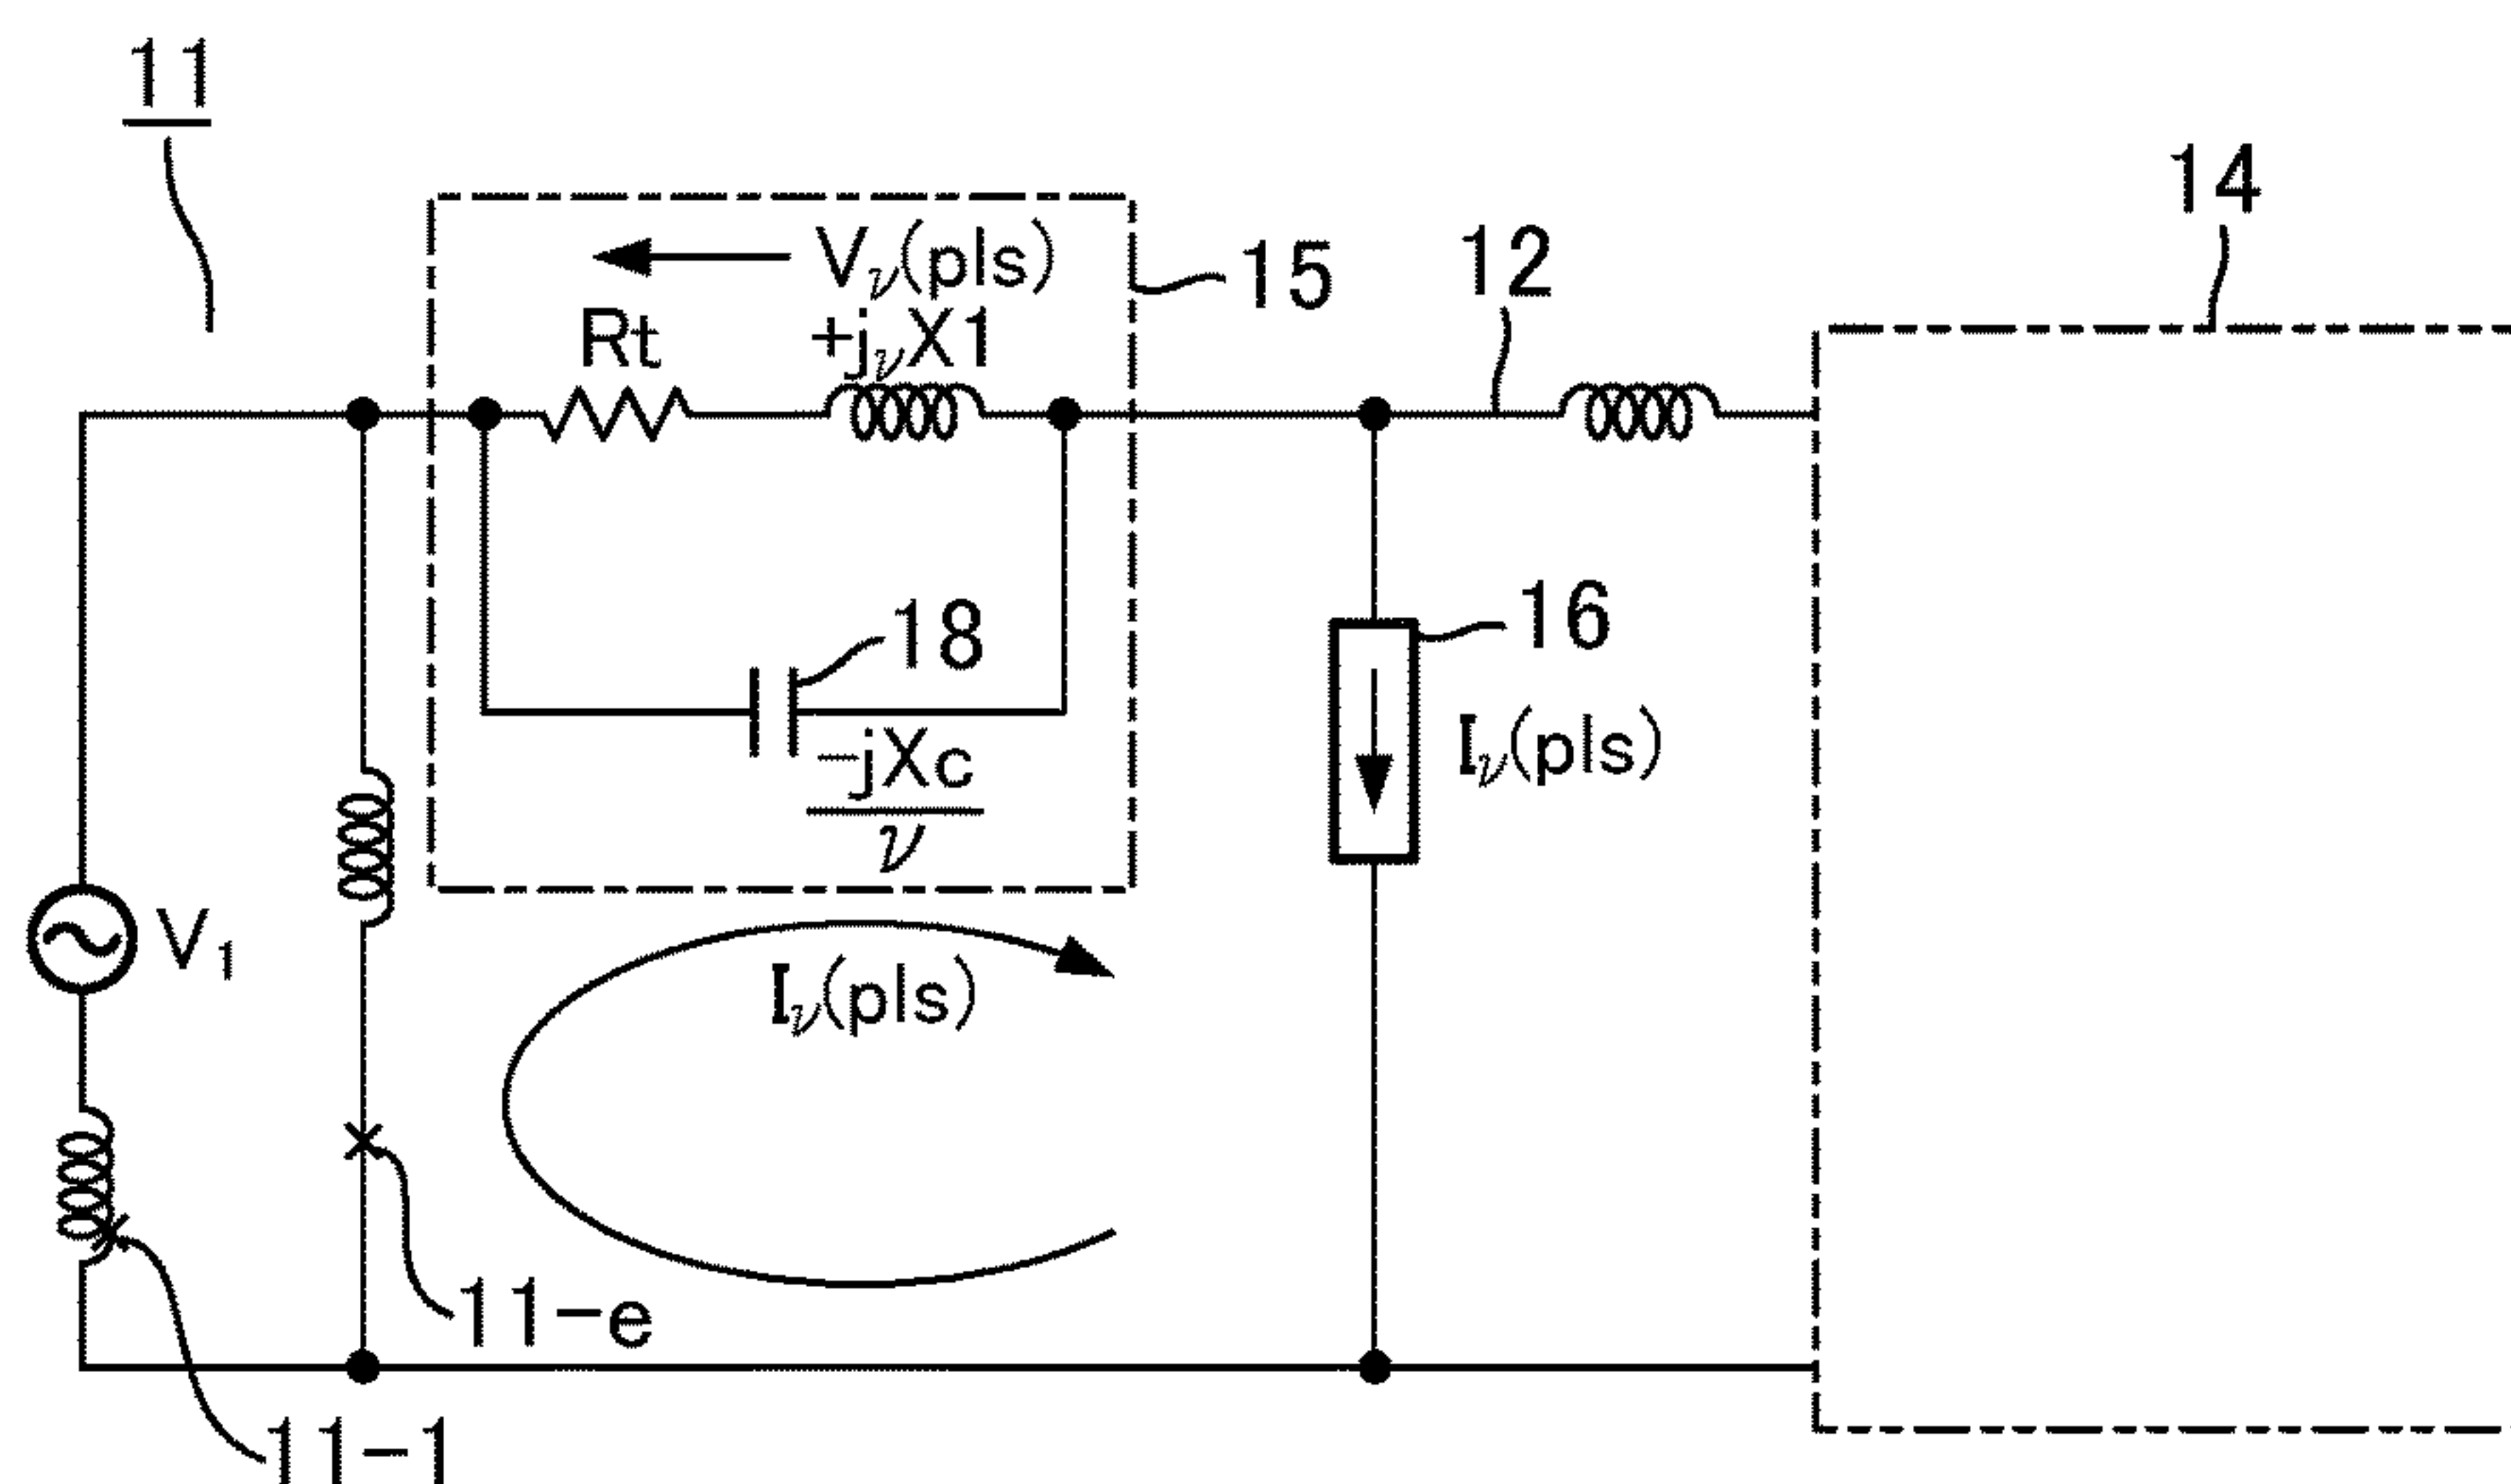 11
14
12
15
Vν(pls)
Rt
+jνX1
16
18
Iν(pls)
-jXc
ν
V1
Iν(pls)
11-e
11-1